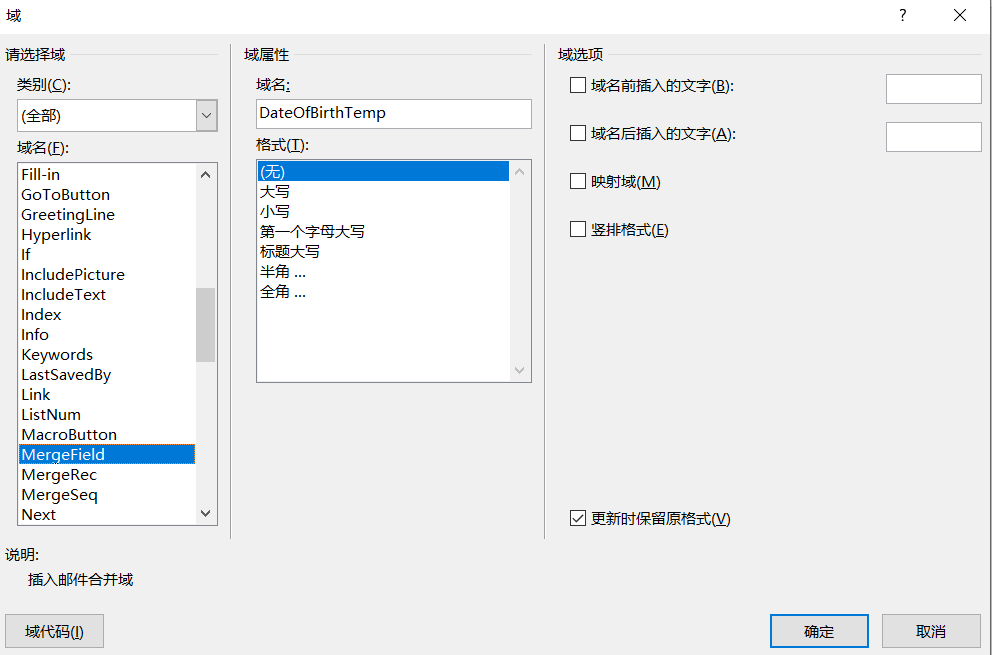 域
?
请选择域
类别(C):
(全部)
域名(F):
Fill-in
GoToButton
GreetingLine
Hyperlink
If
IncludePicture
IncludeText
Index
Info
Keywords
LastSavedBy
Link
ListNum
MacroButton
MergeField
MergeRec
MergeSeq
Next
域属性
域名:
DateOfBirthTemp
格式(T):
(无)
大写
小写
第一个字母大写
标题大写
半角 ...
全角 ...
域选项
域名前插入的文字(B):
域名后插入的文字(A):
映射域(M)
竖排格式(E)
更新时保留原格式(V)
说明:
插入邮件合并域
域代码(I)
确定
取消